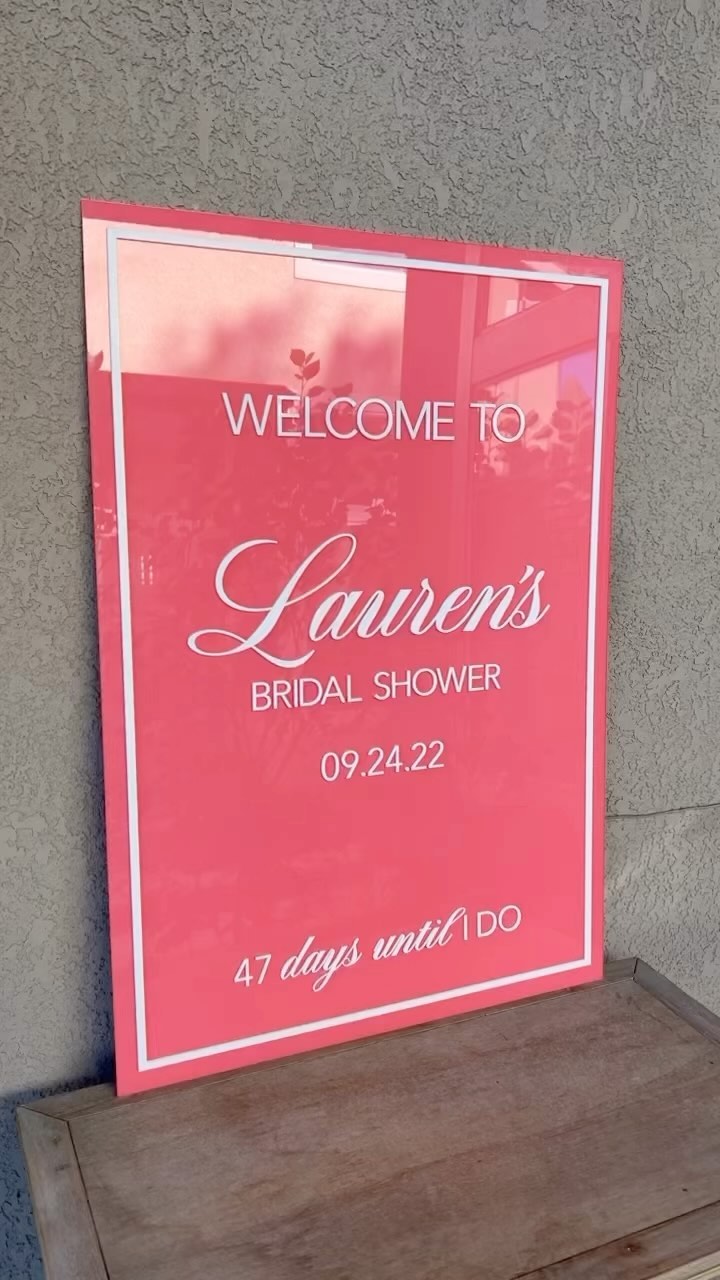 WELCOME TO
Lauren's
BRIDAL SHOWER
09.24.22
47 days until I DO